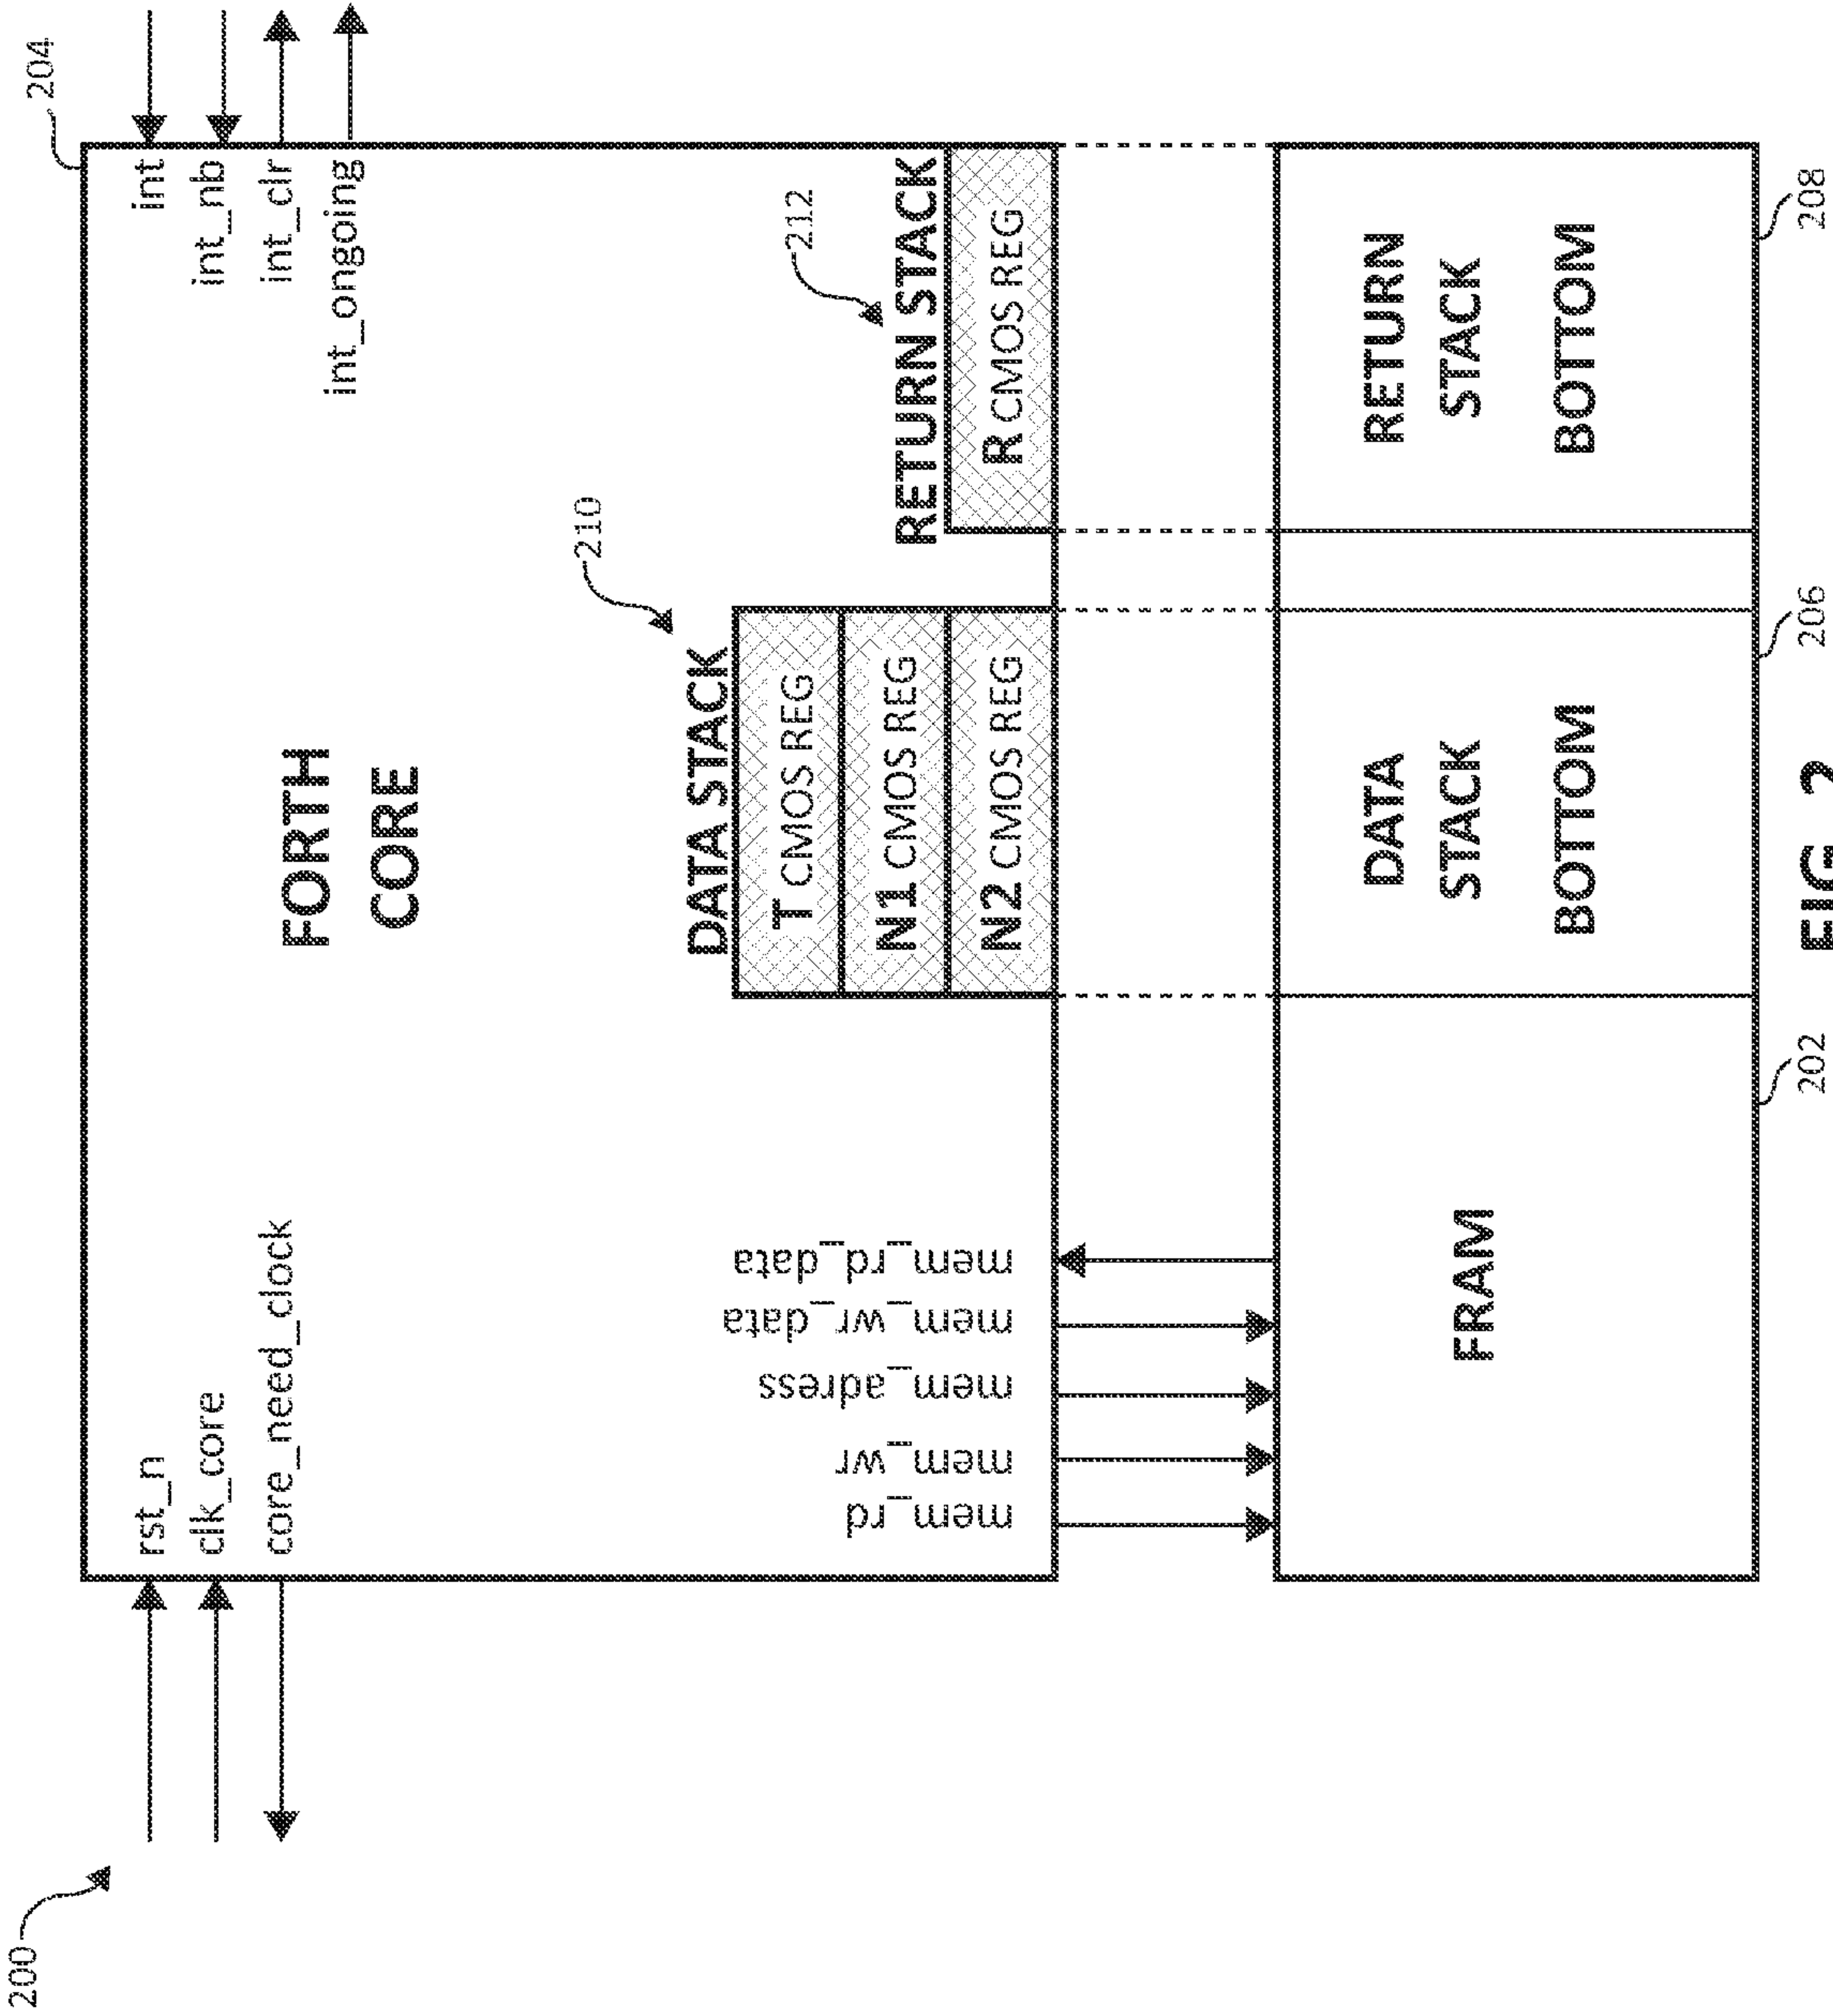 200
204
rst_n
clk_core
core_need_clock
int
int_nb
int_clr
int_ongoing
FORTH
CORE
210
212
DATA STACK
T CMOS REG
N1 CMOS REG
N2 CMOS REG
RETURN STACK
R CMOS REG
mem_rd
mem_wr
mem_adress
mem_wr_data
mem_rd_data
FRAM
DATA
STACK
BOTTOM
RETURN
STACK
BOTTOM
202
206
208
FIG. 2